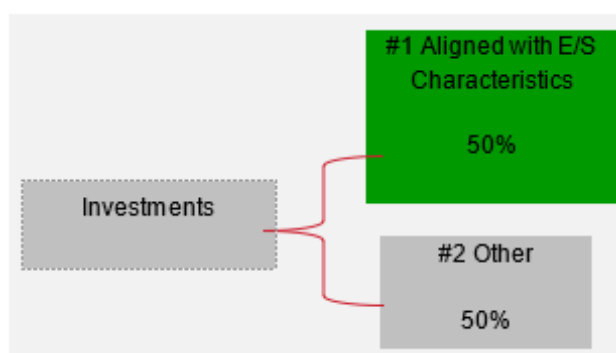 #1 Aligned with E/S
Characteristics
50%
Investments
#2 Other
50%